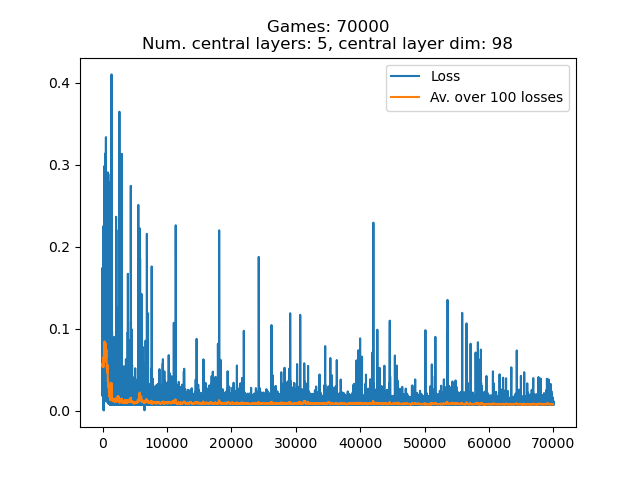 Games: 70000
Num. central layers: 5, central layer dim: 98
Loss
Av. over 100 losses
0.4
0.3
0.2
0.1
0.0
0 10000 20000 30000 40000 50000 60000 70000